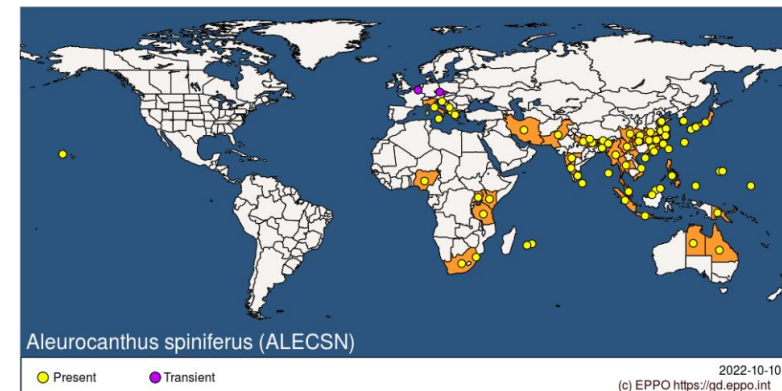 Aleurocanthus spiniferus (ALECSN)
Present
Transient
2022-10-10
(c) EPPO https://gd.eppo.int